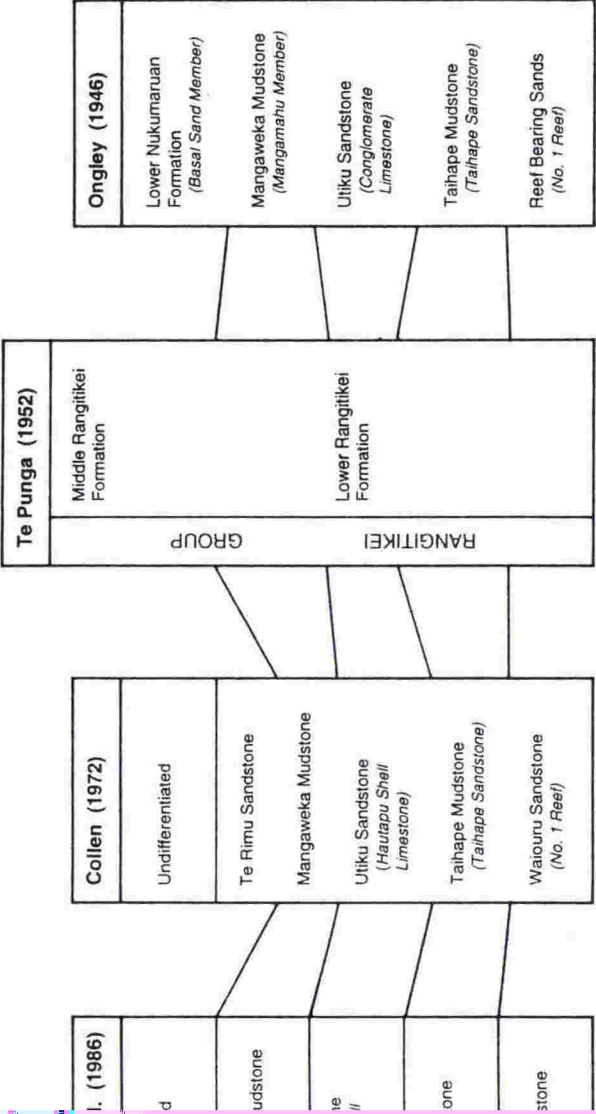 l. (1986)
d
udstone
e
ll
one
stone
Collen (1972)
Undifferentiated
Te Rimu Sandstone
Mangaweka Mudstone
Utiku Sandstone
(Hautapu Shell
Limestone)
Taihape Mudstone
(Taihape Sandstone)
Waiouru Sandstone
(No. 1 Reef)
Te Punga (1952)
RANGITIKEI GROUP
Middle Rangitikei
Formation
Lower Rangitikei
Formation
Ongley (1946)
Lower Nukumaruan
Formation
(Basal Sand Member)
Mangaweka Mudstone
(Mangamahu Member)
Utiku Sandstone
(Conglomerate
Limestone)
Taihape Mudstone
(Taihape Sandstone)
Reef Bearing Sands
(No. 1 Reef)